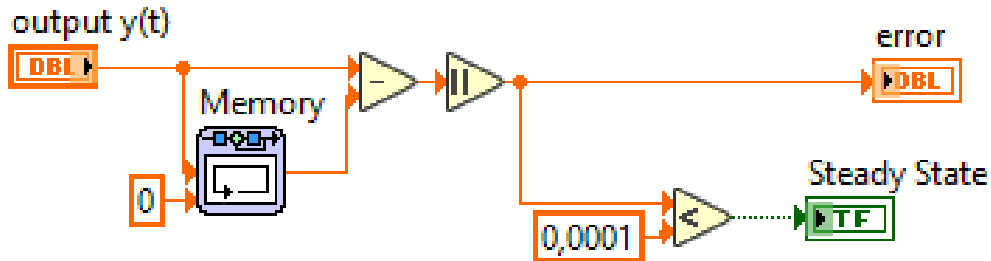 output y(t)
error
DBL
DBL
Memory
0
Steady State
0,0001
TF